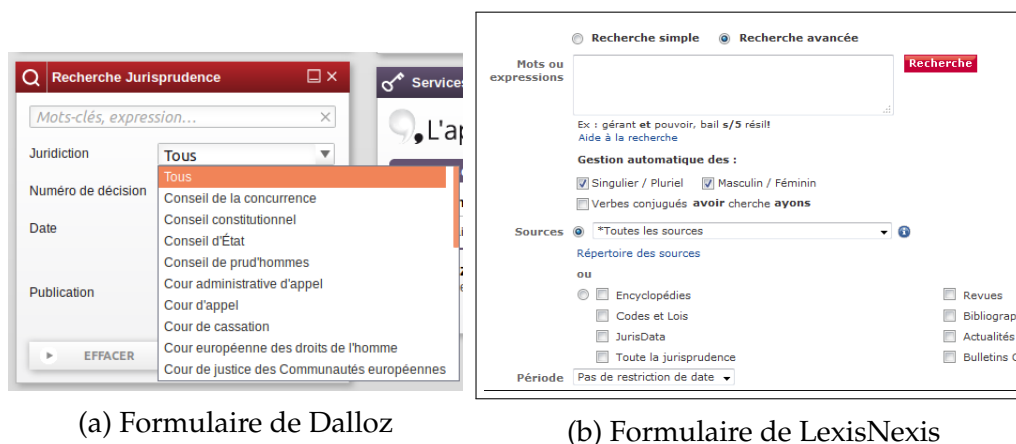 Recherche Jurisprudence
Mots-clés, expression...
Juridiction
Tous
Tous
Numéro de décision
Conseil de la concurrence
Conseil constitutionnel
Date
Conseil d'État
Conseil de prud'hommes
Cour administrative d'appel
Publication
Cour d'appel
Cour de cassation
EFFACER
Cour européenne des droits de l'homme
Cour de justice des Communautés européennes
Services
L'ap
(a) Formulaire de Dalloz
Recherche simple Recherche avancée
Mots ou
expressions
Recherche
Ex : gérant et pouvoir, bail s/5 résil!
Aide à la recherche
Gestion automatique des :
Singulier / Pluriel Masculin / Féminin
Verbes conjugués avoir cherche ayons
Sources *Toutes les sources
Répertoire des sources
ou
Encyclopédies Revues
Codes et Lois Bibliograp
JurisData Actualités
Toute la jurisprudence Bulletins
Période Pas de restriction de date
(b) Formulaire de LexisNexis